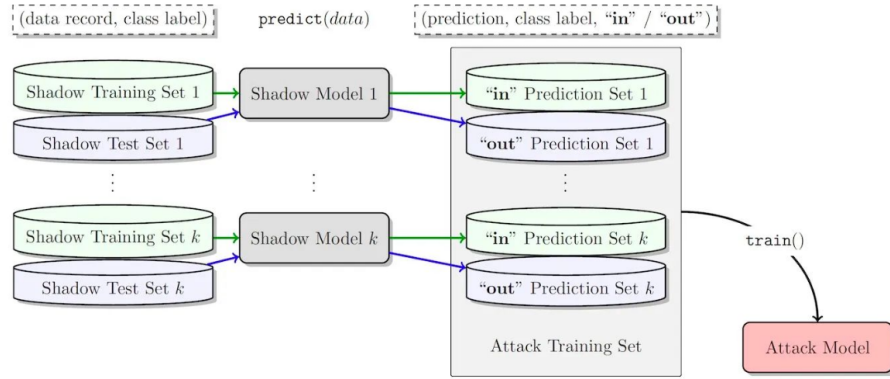 (data record, class label) predict(data) (prediction, class label, “in” / “out”)
Shadow Training Set 1 Shadow Model 1 “in” Prediction Set 1
Shadow Test Set 1 “out” Prediction Set 1
Shadow Training Set k Shadow Model k “in” Prediction Set k
train()
Shadow Test Set k “out” Prediction Set k
Attack Training Set Attack Model